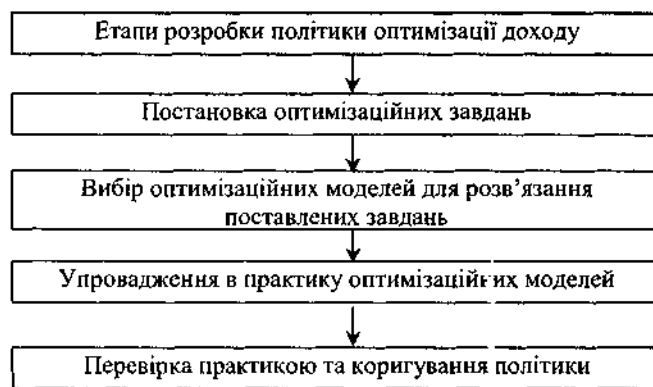 Етапи розробки політики оптимізації доходу
Постановка оптимізаційних завдань
Вибір оптимізаційних моделей для розв'язання
поставлених завдань
Упровадження в практику оптимізаційних моделей
Перевірка практикою та коригування політики